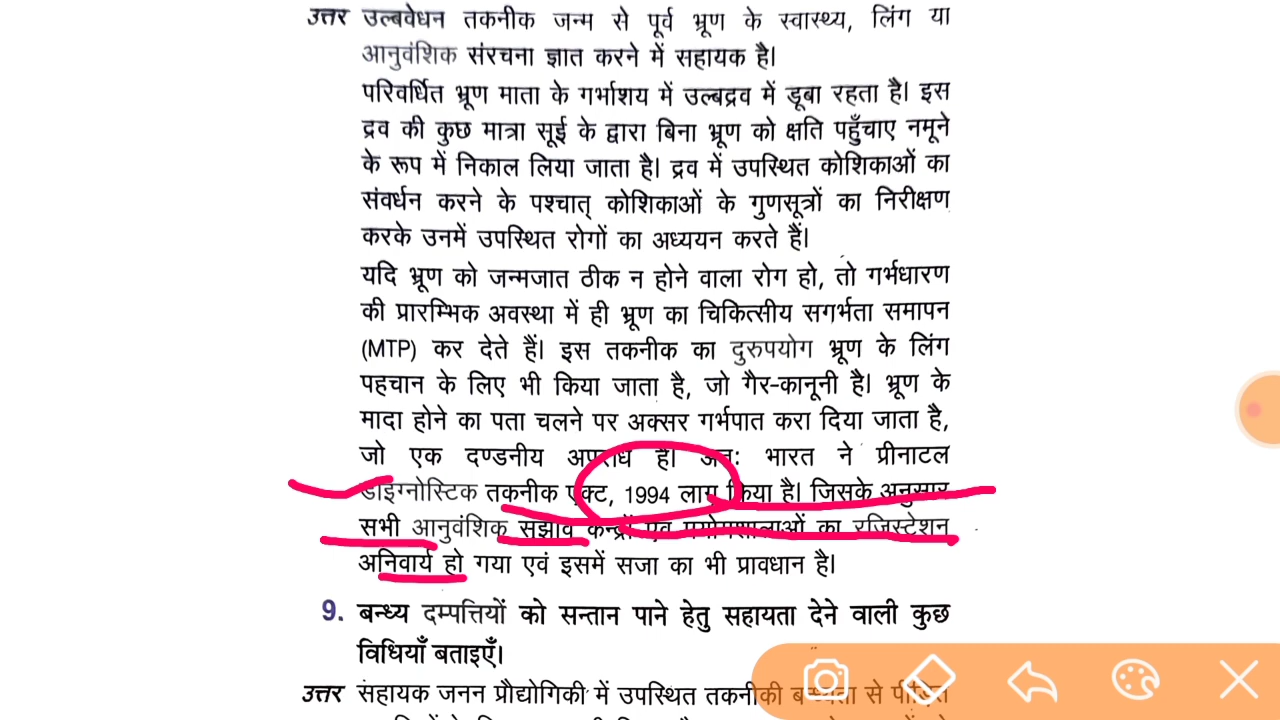 उत्तर उल्बवेधन तकनीक जन्म से पूर्व भ्रूण के स्वास्थ्य, लिंग या
आनुवंशिक संरचना ज्ञात करने में सहायक है।
परिवर्धित भ्रूण माता के गर्भाशय में उल्बद्रव में डूबा रहता है। इस
द्रव की कुछ मात्रा सूई के द्वारा बिना भ्रूण को क्षति पहुँचाए नमूने
के रूप में निकाल लिया जाता है। द्रव में उपस्थित कोशिकाओं का
संवर्धन करने के पश्चात् कोशिकाओं के गुणसूत्रों का निरीक्षण
करके उनमें उपस्थित रोगों का अध्ययन करते हैं।
यदि भ्रूण को जन्मजात ठीक न होने वाला रोग हो, तो गर्भधारण
की प्रारम्भिक अवस्था में ही भ्रूण का चिकित्सीय सगर्भता समापन
(MTP) कर देते हैं। इस तकनीक का दुरुपयोग भ्रूण के लिंग
पहचान के लिए भी किया जाता है, जो गैर-कानूनी है। भ्रूण के
मादा होने का पता चलने पर अक्सर गर्भपात करा दिया जाता है,
जो एक दण्डनीय अपराध है। अतः भारत ने प्रीनाटल
डाइग्नोस्टिक तकनीक एक्ट, 1994 लागू किया है। जिसके अनुसार
सभी आनुवंशिक सुझाव केन्द्रों एवं प्रयोगशालाओं का रजिस्ट्रेशन
अनिवार्य हो गया एवं इसमें सजा का भी प्रावधान है।
9. बन्ध्य दम्पत्तियों को सन्तान पाने हेतु सहायता देने वाली कुछ
विधियाँ बताइएँ।
उत्तर सहायक जनन प्रौद्योगिकी में उपस्थित तकनीकी बन्ध्यता से पीड़ित